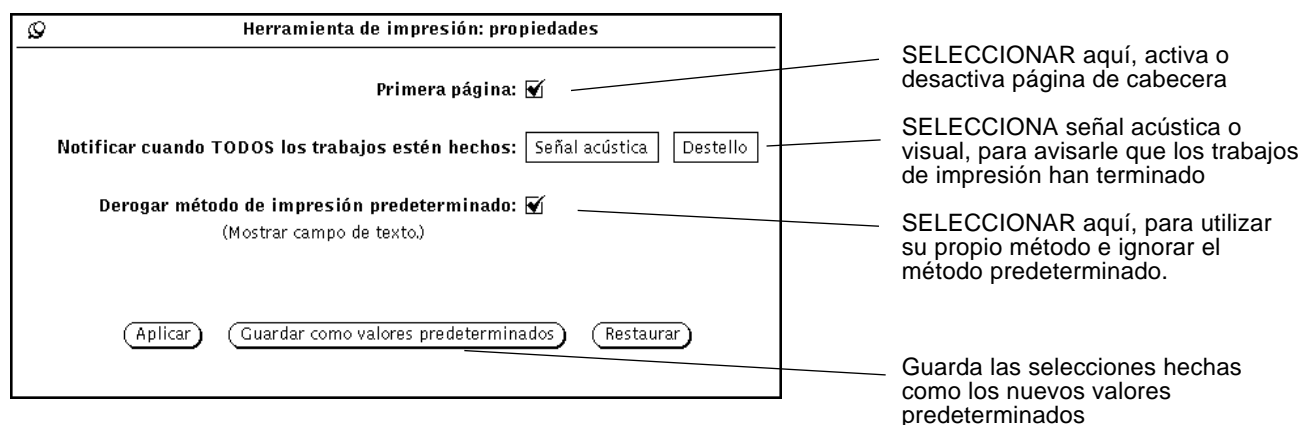 Herramienta de impresión: propiedades
Primera página:
Notificar cuando TODOS los trabajos estén hechos: Señal acústica Destello
Derogar método de impresión predeterminado:
(Mostrar campo de texto.)
Aplicar Guardar como valores predeterminados Restaurar
SELECCIONAR aquí, activa o
desactiva página de cabecera
SELECCIONA señal acústica o
visual, para avisarle que los trabajos
de impresión han terminado
SELECCIONAR aquí, para utilizar
su propio método e ignorar el
método predeterminado.
Guarda las selecciones hechas
como los nuevos valores
predeterminados